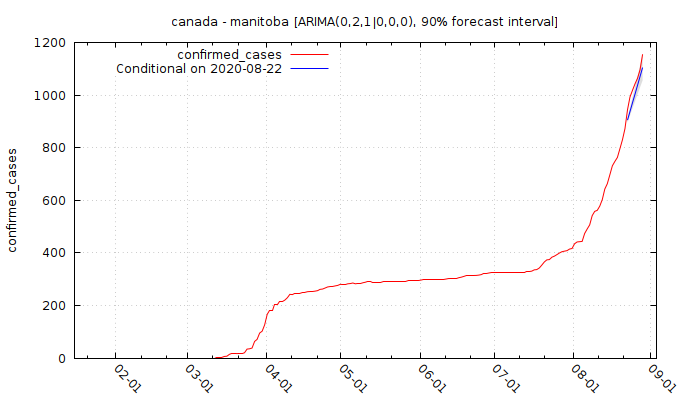 canada - manitoba [ARIMA(0,2,1|0,0,0), 90% forecast interval]
confirmed_cases
Conditional on 2020-08-22
confirmed_cases
1200
1000
800
600
400
200
0
02-01 03-01 04-01 05-01 06-01 07-01 08-01 09-01